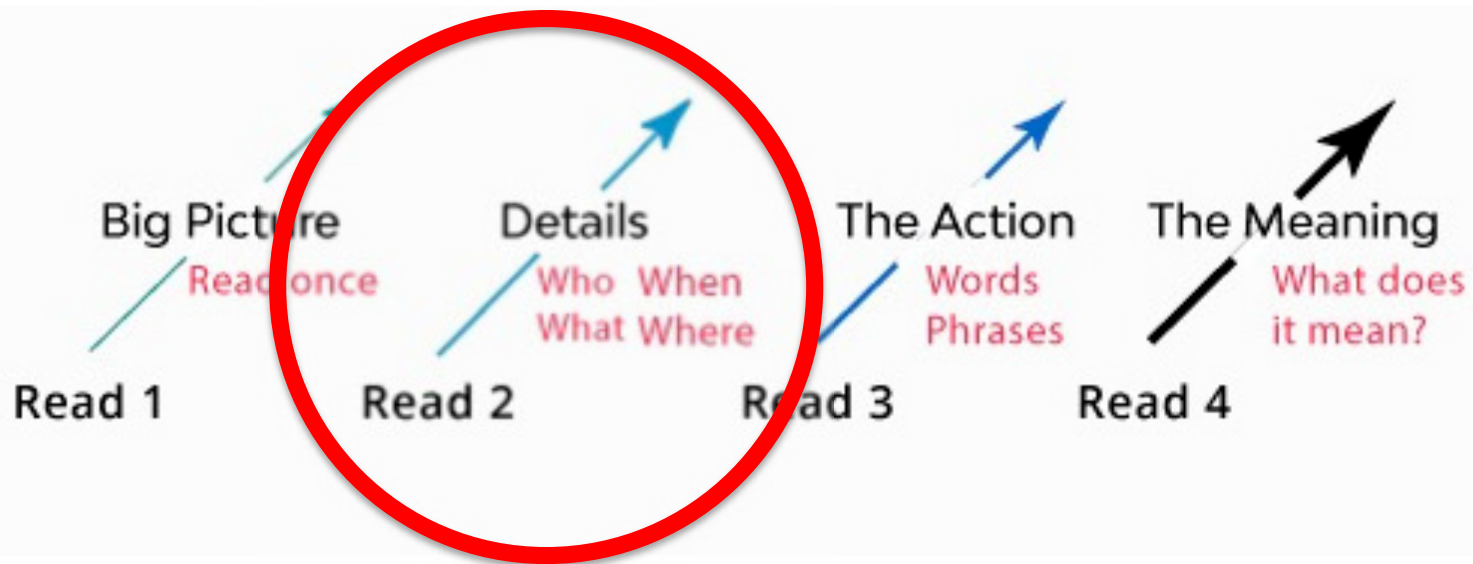 Big Picture Details The Action The Meaning
Read once Who When Words What does
What Where Phrases it mean?
Read 1 Read 2 Read 3 Read 4